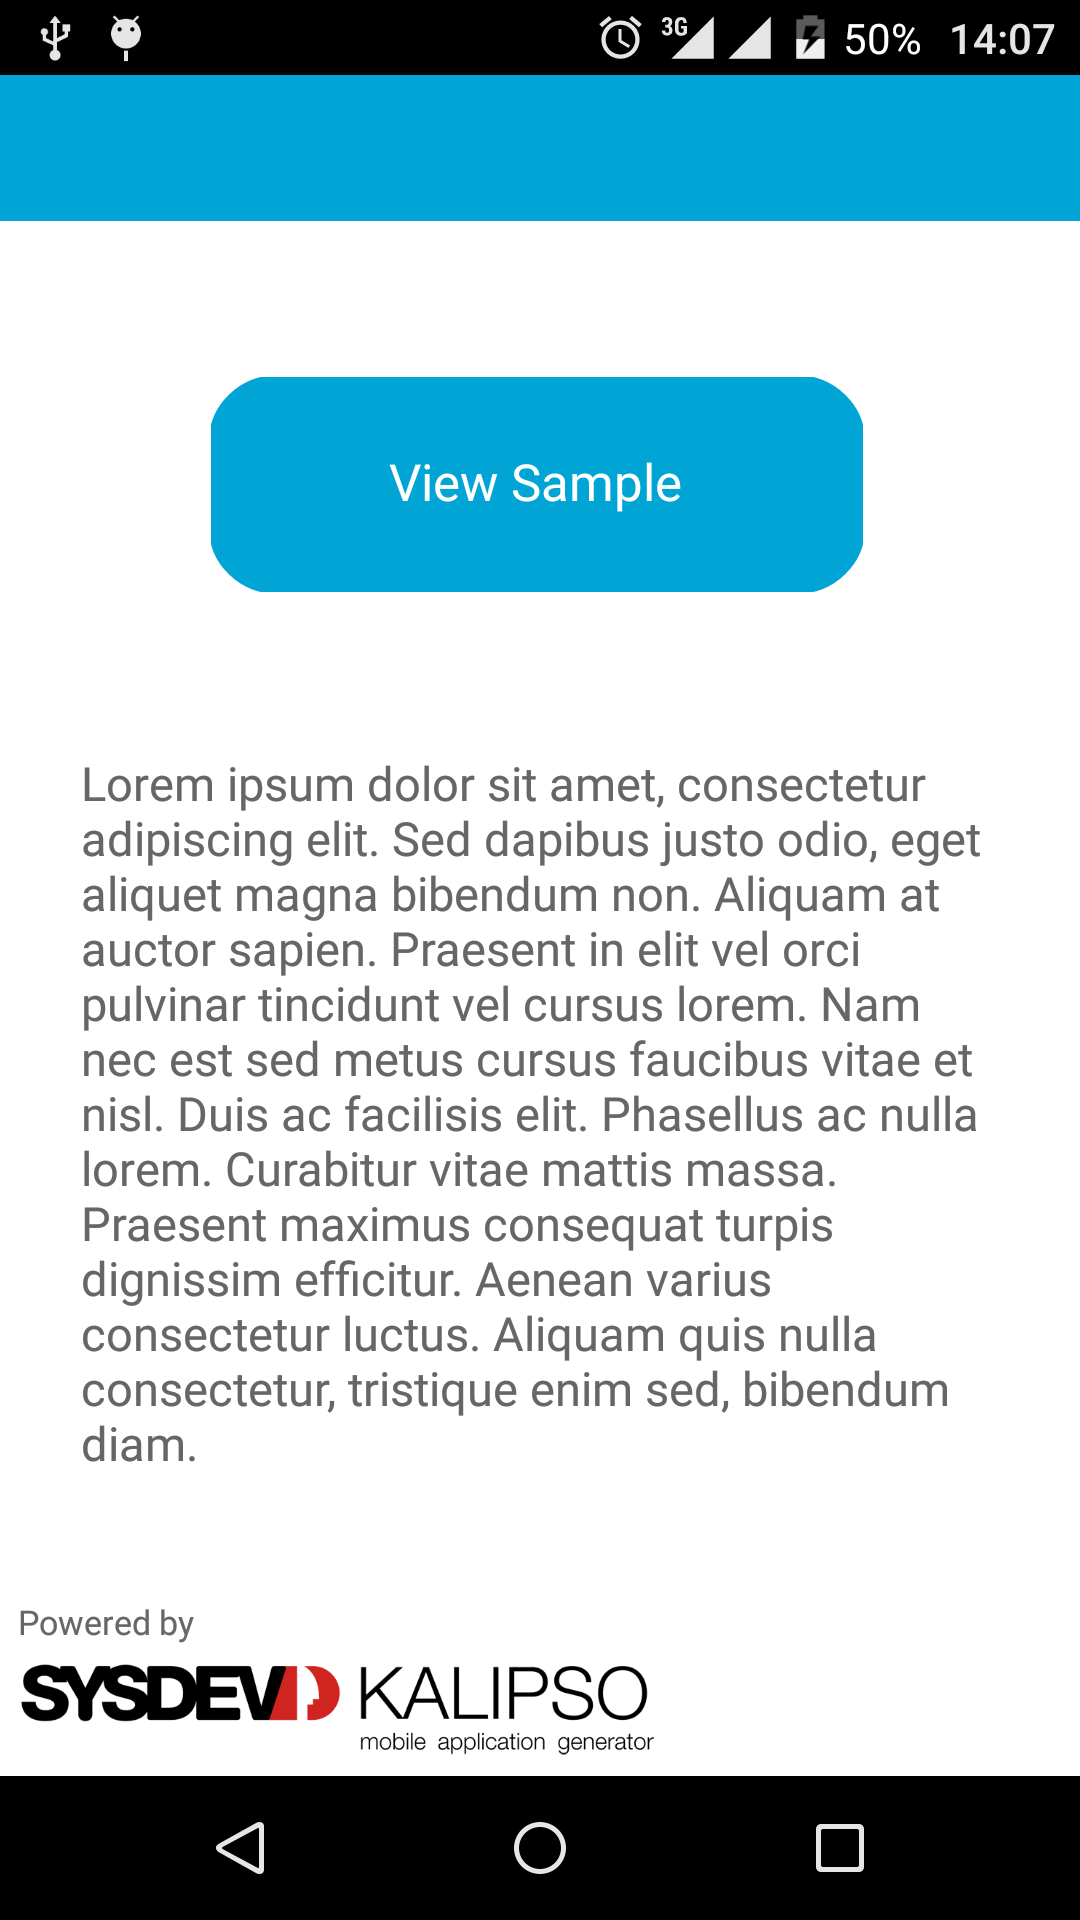 3G 50% 14:07
View Sample
Lorem ipsum dolor sit amet, consectetur
adipiscing elit. Sed dapibus justo odio, eget
aliquet magna bibendum non. Aliquam at
auctor sapien. Praesent in elit vel orci
pulvinar tincidunt vel cursus lorem. Nam
nec est sed metus cursus faucibus vitae et
nisl. Duis ac facilisis elit. Phasellus ac nulla
lorem. Curabitur vitae mattis massa.
Praesent maximus consequat turpis
dignissim efficitur. Aenean varius
consectetur luctus. Aliquam quis nulla
consectetur, tristique enim sed, bibendum
diam.
Powered by
SYSDEV KALIPSO
mobile application generator